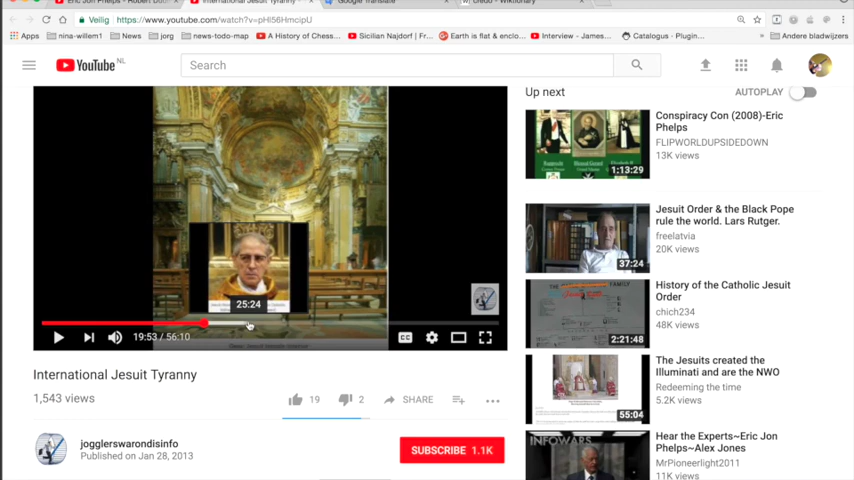 International Jesuit Tyranny
Google Translate
credo - Wiktionary
Veilig
https://www.youtube.com/watch?v=pHl56HmcipU
Apps
nina-willem1
News
jorg
news-todo-map
A History of Chess...
Sicilian Najdorf | Fr...
Earth is flat & enclo...
Interview - James...
Catalogus - Plugin...
»
Andere bladwijzers
YouTube NL
Search
25:24
19:53 / 56:10
CC
International Jesuit Tyranny
1,543 views
19
2
SHARE
jogglerswarondisinfo
Published on Jan 28, 2013
SUBSCRIBE 1.1K
Up next
AUTOPLAY
1:13:29
Conspiracy Con (2008)-Eric
Phelps
FLIPWORLDUPSIDEDOWN
13K views
37:24
Jesuit Order & the Black Pope
rule the world. Lars Rutger.
freelatvia
20K views
2:21:48
History of the Catholic Jesuit
Order
chich234
48K views
55:04
The Jesuits created the
Illuminati and are the NWO
Redeeming the time
5.2K views
INFOWARS
Hear the Experts~Eric Jon
Phelps~Alex Jones
MrPioneerlight2011
11K views